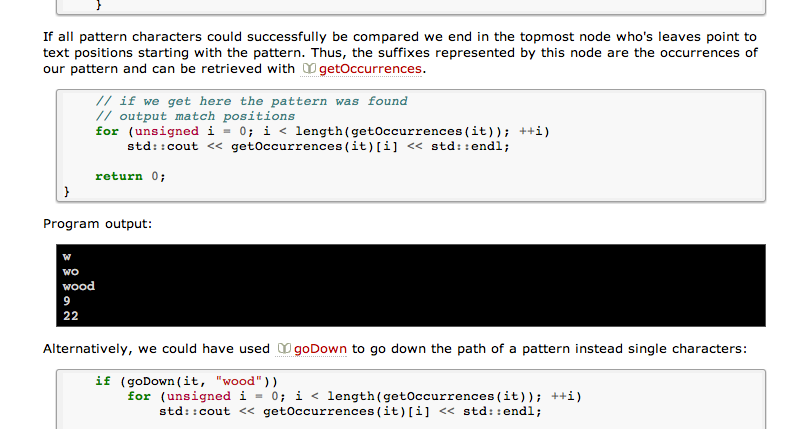 }
If all pattern characters could successfully be compared we end in the topmost node who's leaves point to
text positions starting with the pattern. Thus, the suffixes represented by this node are the occurrences of
our pattern and can be retrieved with getOccurrences.
// if we get here the pattern was found
// output match positions
for (unsigned i = 0; i < length(getOccurrences(it)); ++i)
std::cout << getOccurrences(it)[i] << std::endl;
return 0;
}
Program output:
w
wo
wood
9
22
Alternatively, we could have used goDown to go down the path of a pattern instead single characters:
if (goDown(it, "wood"))
for (unsigned i = 0; i < length(getOccurrences(it)); ++i)
std::cout << getOccurrences(it)[i] << std::endl;